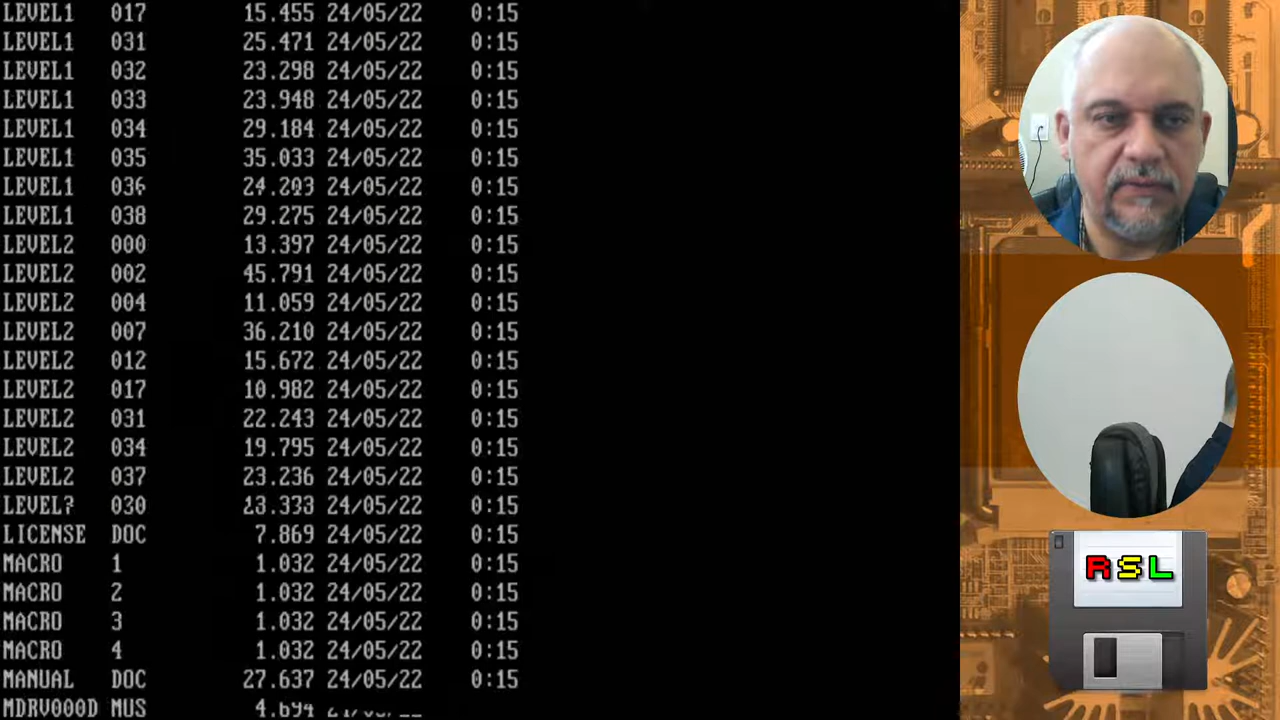 LEVEL1 017 15.455 24/05/22 0:15
LEVEL1 031 25.471 24/05/22 0:15
LEVEL1 032 23.298 24/05/22 0:15
LEVEL1 033 23.948 24/05/22 0:15
LEVEL1 034 29.184 24/05/22 0:15
LEVEL1 035 35.033 24/05/22 0:15
LEVEL1 036 24/05/22 0:15
LEVEL1 038 29.275 24/05/22 0:15
LEVEL2 000 13.397 24/05/22 0:15
LEVEL2 002 45.791 24/05/22 0:15
LEVEL2 004 11.059 24/05/22 0:15
LEVEL2 007 36.210 24/05/22 0:15
LEVEL2 012 15.672 24/05/22 0:15
LEVEL2 017 10.982 24/05/22 0:15
LEVEL2 031 22.243 24/05/22 0:15
LEVEL2 034 19.795 24/05/22 0:15
LEVEL2 037 23.236 24/05/22 0:15
030 24/05/22 0:15
LICENSE DOC 7.869 24/05/22 0:15
MACRO 1 1.032 24/05/22 0:15
MACRO 2 1.032 24/05/22 0:15
MACRO 3 1.032 24/05/22 0:15
MACRO 4 1.032 24/05/22 0:15
MANUAL DOC 27.637 24/05/22 0:15
MDRV000D MUS 4.694
RSL